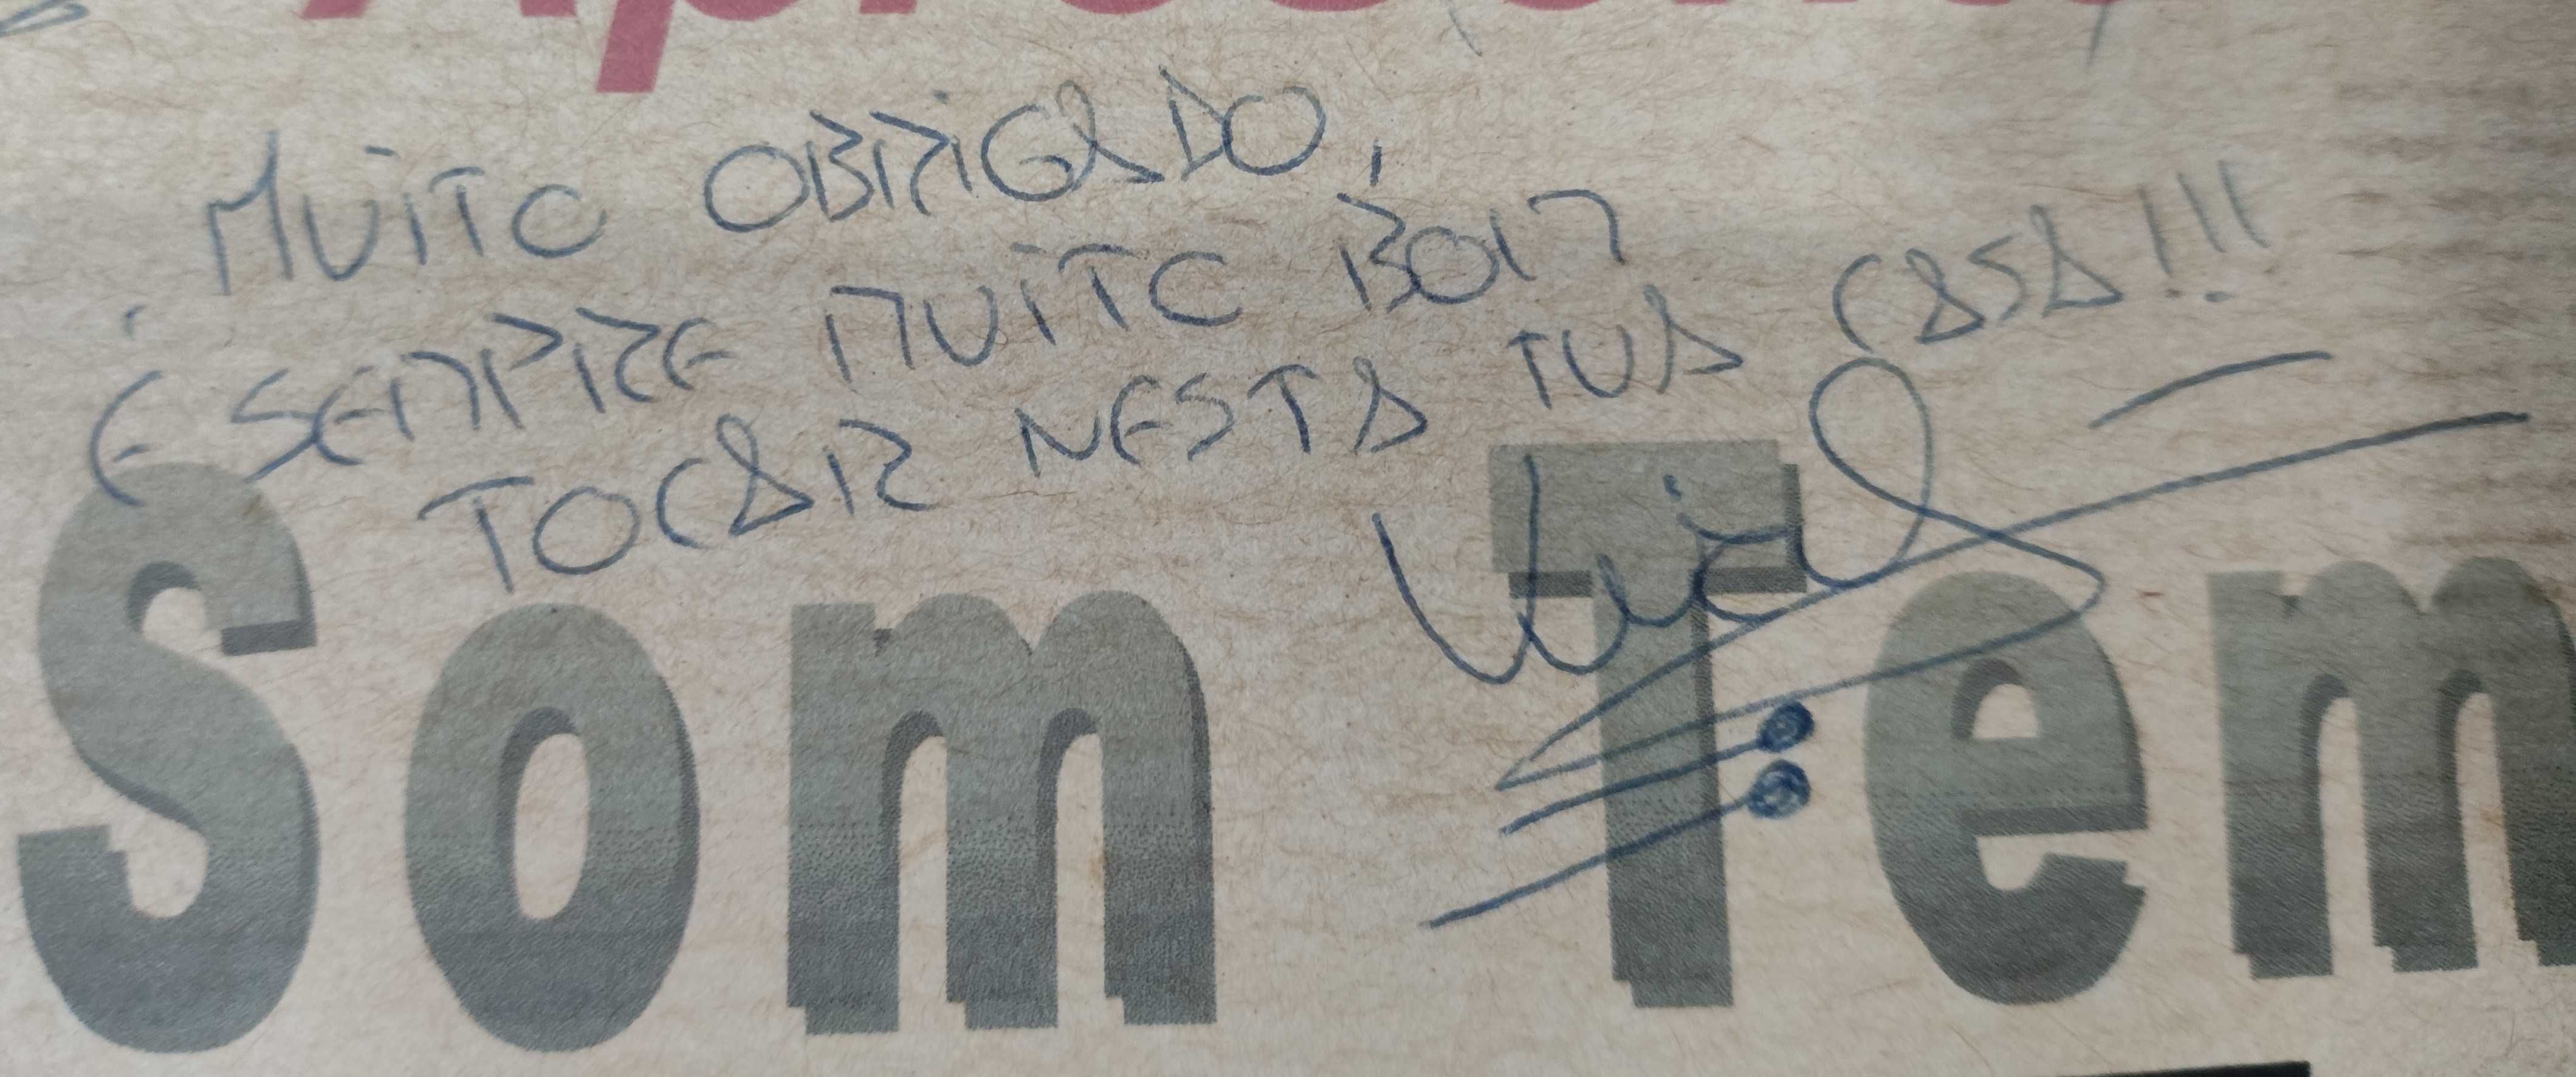 MUITO OBRIGADO,
É SEMPRE MUITO BOM
TOCAR NESTA TUA CASA!!!
Som Tem